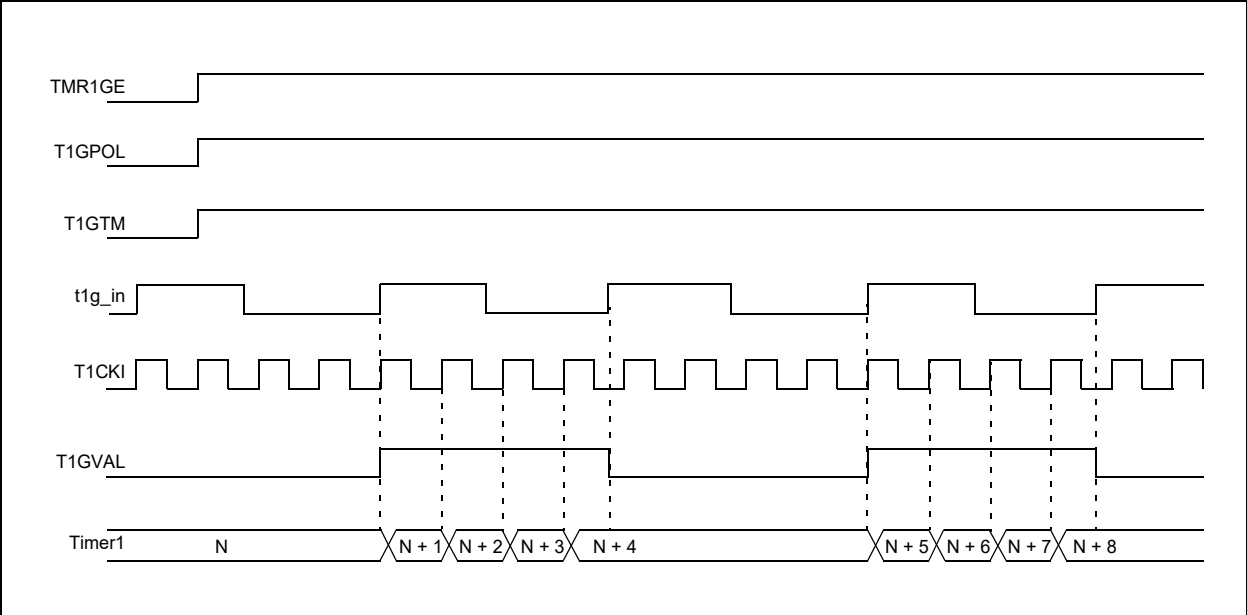 TMR1GE
T1GPOL
T1GTM
t1g_in
T1CKI
T1GVAL
Timer1 N N + 1 N + 2 N + 3 N + 4 N + 5 N + 6 N + 7 N + 8